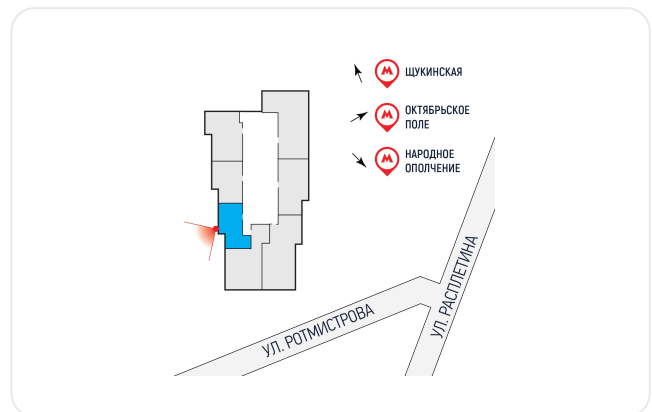 ЩУКИНСКАЯ
ОКТЯБРЬСКОЕ
ПОЛЕ
НАРОДНОЕ
ОПОЛЧЕНИЕ
УЛ. РАСПЛЕТИНА
УЛ. РОТМИСТРОВА